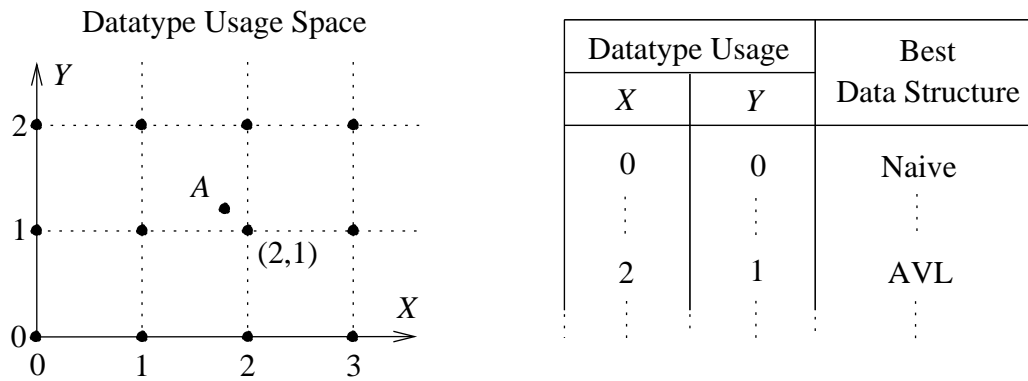 Datatype Usage Space
Y
2
A
1
(2,1)
X
0
0 1 2 3
Datatype Usage Best
Data Structure
X Y
0 0 Naive
2 1 AVL